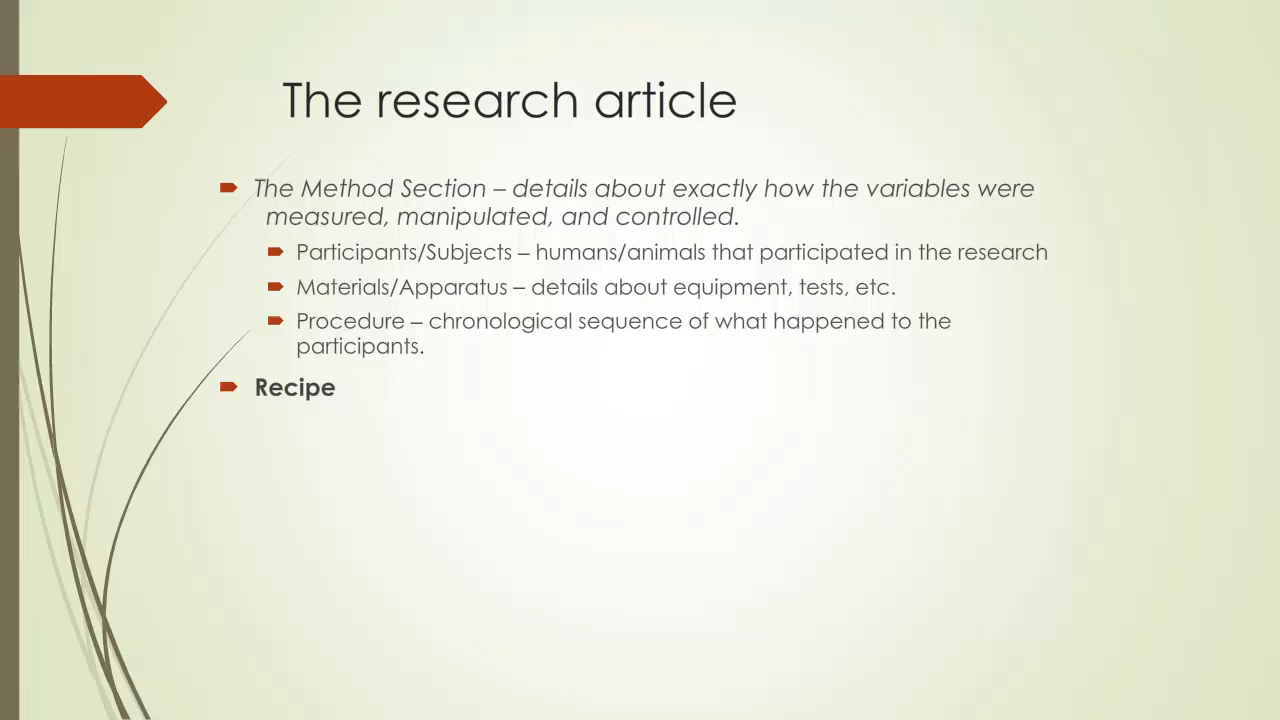 The research article
The Method Section – details about exactly how the variables were
measured, manipulated, and controlled.
Participants/Subjects – humans/animals that participated in the research
Materials/Apparatus – details about equipment, tests, etc.
Procedure – chronological sequence of what happened to the
participants.
Recipe